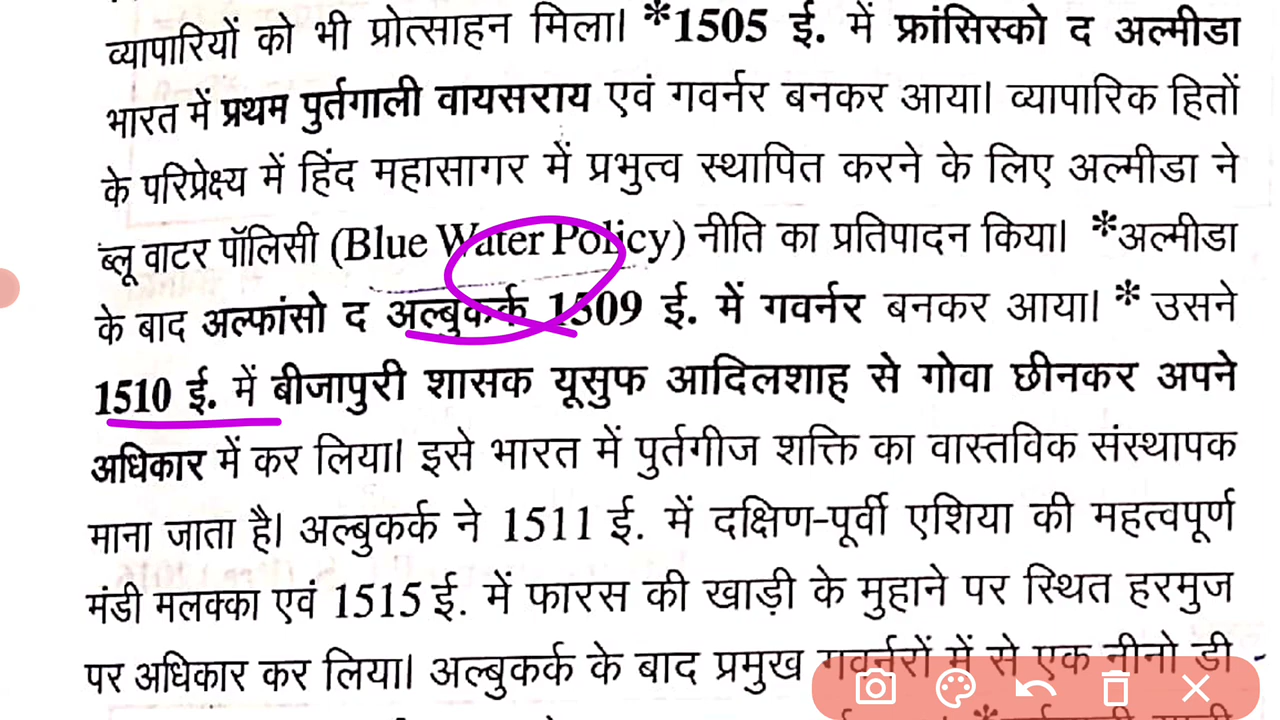 व्यापारियों को भी प्रोत्साहन मिला। *1505 ई. में फ्रांसिस्को द अल्मीडा
भारत में प्रथम पुर्तगाली वायसराय एवं गवर्नर बनकर आया। व्यापारिक हितों
के परिप्रेक्ष्य में हिंद महासागर में प्रभुत्व स्थापित करने के लिए अल्मीडा ने
ब्लू वाटर पॉलिसी (Blue Water Policy) नीति का प्रतिपादन किया। *अल्मीडा
के बाद अल्फांसो द अल्बुकर्क 1509 ई. में गवर्नर बनकर आया। * उसने
1510 ई. में बीजापुरी शासक यूसुफ आदिलशाह से गोवा छीनकर अपने
अधिकार में कर लिया। इसे भारत में पुर्तगीज शक्ति का वास्तविक संस्थापक
माना जाता है। अल्बुकर्क ने 1511 ई. में दक्षिण-पूर्वी एशिया की महत्वपूर्ण
मंडी मलक्का एवं 1515 ई. में फारस की खाड़ी के मुहाने पर स्थित हरमुज
पर अधिकार कर लिया। अल्बुकर्क के बाद प्रमुख गवर्नरों में से एक नीनो डी